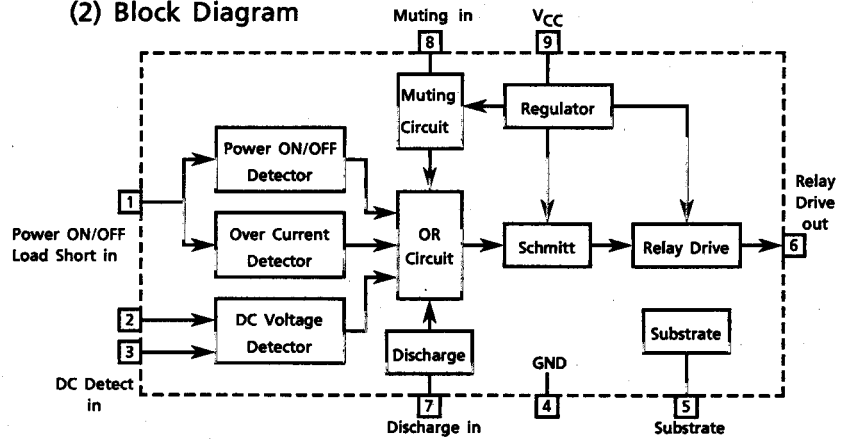 (2) Block Diagram
Muting in
VCC
8
9
Muting
Circuit
Regulator
Power ON/OFF
Detector
1
Power ON/OFF
Load Short in
Over Current
Detector
OR
Circuit
Schmitt
Relay Drive
Relay
Drive
out
6
2
3
DC Voltage
Detector
DC Detect
in
Discharge
Substrate
GND
7
4
5
Discharge in
Substrate